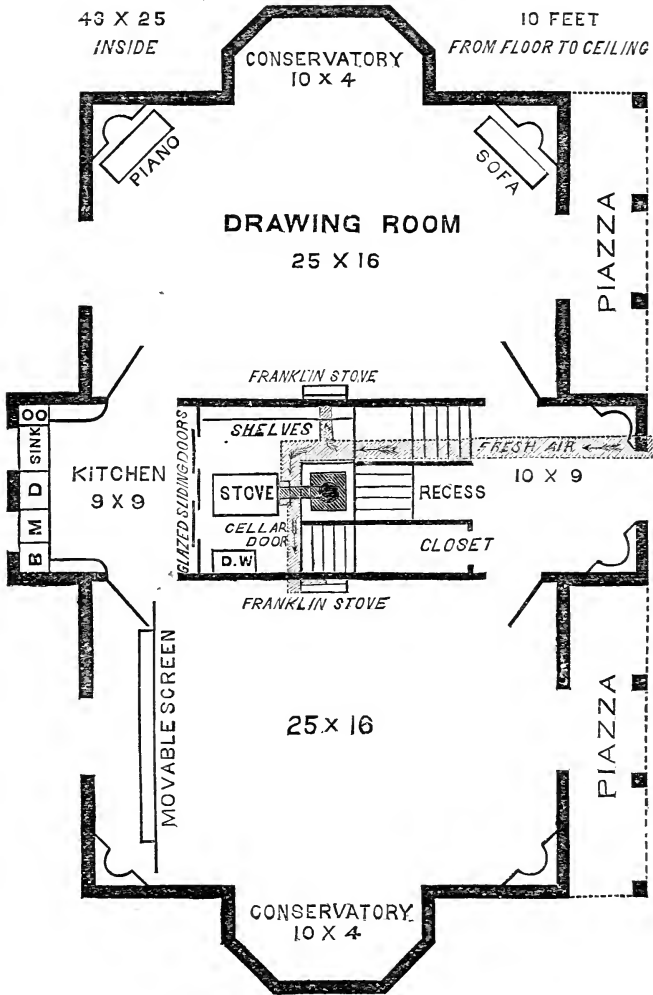 43 X 25
INSIDE
10 FEET
FROM FLOOR TO CEILING
CONSERVATORY
10 X 4
PIANO
SOFA
DRAWING ROOM
25 X 16
PIAZZA
FRANKLIN STOVE
OO
SINK
D
M
B
KITCHEN
9 X 9
GLAZED SLIDING DOORS
SHELVES
STOVE
CELLAR
DOOR
D.W
FRESH AIR
10 X 9
RECESS
CLOSET
FRANKLIN STOVE
MOVABLE SCREEN
25 X 16
PIAZZA
CONSERVATORY
10 X 4